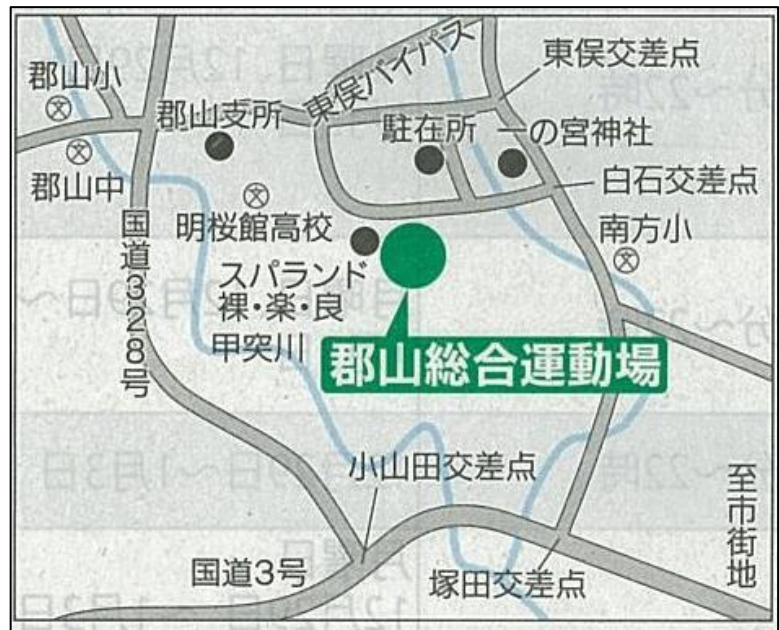 東俣バイパス
東俣交差点
郡山小
郡山支所
駐在所
一の宮神社
郡山中
白石交差点
明桜館高校
南方小
国道328号
スパランド
裸・楽・良
甲突川
郡山総合運動場
小山田交差点
至市街地
国道3号
塚田交差点